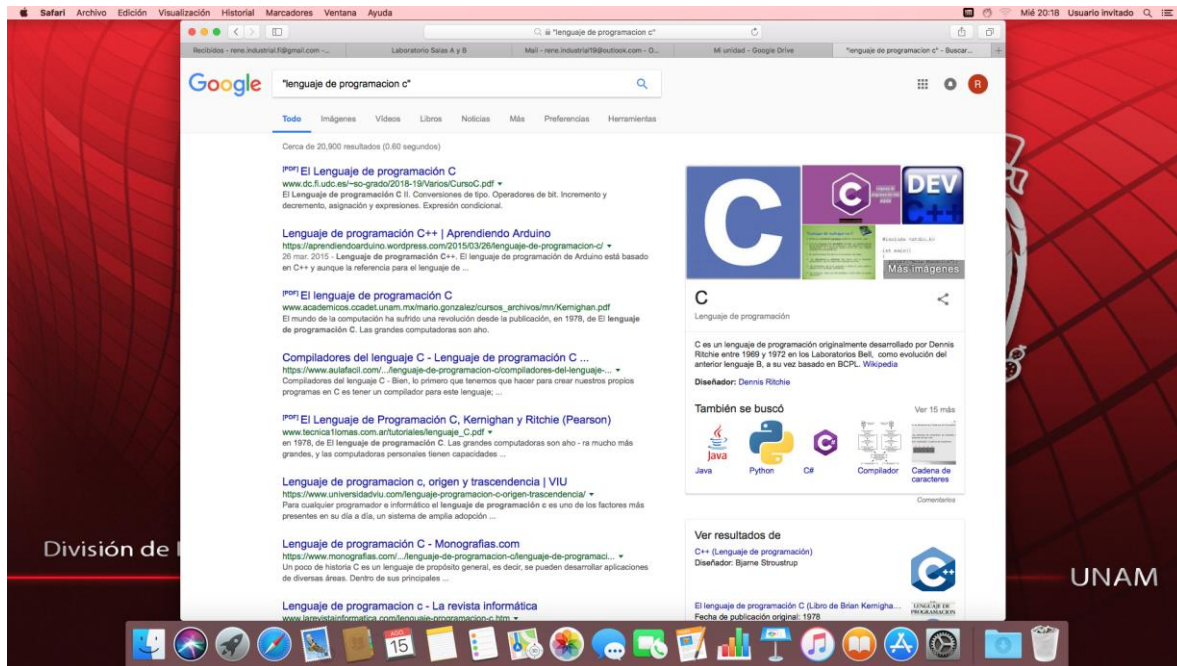 Safari Archivo Edición Visualización Historial Marcadores Ventana Ayuda
Mié 20:18 Usuario invitado
"lenguaje de programacion c"
Recibidos - rene.industrial.fi@gmail.com -...
Laboratorio Salas A y B
Mail - rene.industrial19@outlook.com - O...
Mi unidad - Google Drive
"lenguaje de programacion c" - Buscar...
Google
"lenguaje de programacion c"
R
Todo Imágenes Vídeos Libros Noticias Más Preferencias Herramientas
Cerca de 20,900 resultados (0.60 segundos)
[PDF] El Lenguaje de programación C
www.dc.fi.udc.es/~so-grado/2018-19/Varios/CursoC.pdf
El Lenguaje de programación C II. Conversiones de tipo. Operadores de bit. Incremento y
decremento, asignación y expresiones. Expresión condicional.
Lenguaje de programación C++ | Aprendiendo Arduino
https://aprendiendoarduino.wordpress.com/2015/03/26/lenguaje-de-programacion-c/
26 mar. 2015 - Lenguaje de programación C++. El lenguaje de programación de Arduino está basado
en C++ y aunque la referencia para el lenguaje de ...
[PDF] El lenguaje de programación C
www.academicos.ccadet.unam.mx/mario.gonzalez/cursos_archivos/mn/Kernighan.pdf
El mundo de la computación ha sufrido una revolución desde la publicación, en 1978, de El lenguaje
de programación C. Las grandes computadoras son aho.
Compiladores del lenguaje C - Lenguaje de programación C ...
https://www.aulafacil.com/.../lenguaje-de-programacion-c/compiladores-del-lenguaje-...
Compiladores del lenguaje C - Bien, lo primero que tenemos que hacer para crear nuestros propios
programas en C es tener un compilador para este lenguaje; ...
[PDF] El Lenguaje de Programación C, Kernighan y Ritchie (Pearson)
www.tecnica1lomas.com.ar/tutoriales/lenguaje_C.pdf
en 1978, de El lenguaje de programación C. Las grandes computadoras son aho - ra mucho más
grandes, y las computadoras personales tienen capacidades ...
Lenguaje de programacion c, origen y trascendencia | VIU
https://www.universidadviu.com/lenguaje-programacion-c-origen-trascendencia/
Para cualquier programador e informático el lenguaje de programación c es uno de los factores más
presentes en su día a día, un sistema de amplia adopción ...
Lenguaje de programación C - Monografias.com
https://www.monografias.com/.../lenguaje-de-programacion-c/lenguaje-de-programaci...
Un poco de historia C es un lenguaje de propósito general, es decir, se pueden desarrollar aplicaciones
de diversas áreas. Dentro de sus principales ...
Lenguaje de programacion c - La revista informática
www.larevistainformatica.com/lenguaje-programacion-c.htm
C
C
DEV
C++
#include <stdio.h>
int main()
{
Más imágenes
C
Lenguaje de programación
C es un lenguaje de programación originalmente desarrollado por Dennis
Ritchie entre 1969 y 1972 en los Laboratorios Bell, como evolución del
anterior lenguaje B, a su vez basado en BCPL. Wikipedia
Diseñador: Dennis Ritchie
También se buscó
Ver 15 más
Java
C#
Java Python C# Compilador Cadena de
caracteres
Comentarios
Ver resultados de
C++ (Lenguaje de programación)
Diseñador: Bjarne Stroustrup
C++
El lenguaje de programación C (Libro de Brian Kernigha...
Fecha de publicación original: 1978
LENGUAJE DE
PROGRAMACION
División de
UNAM
AGO
15